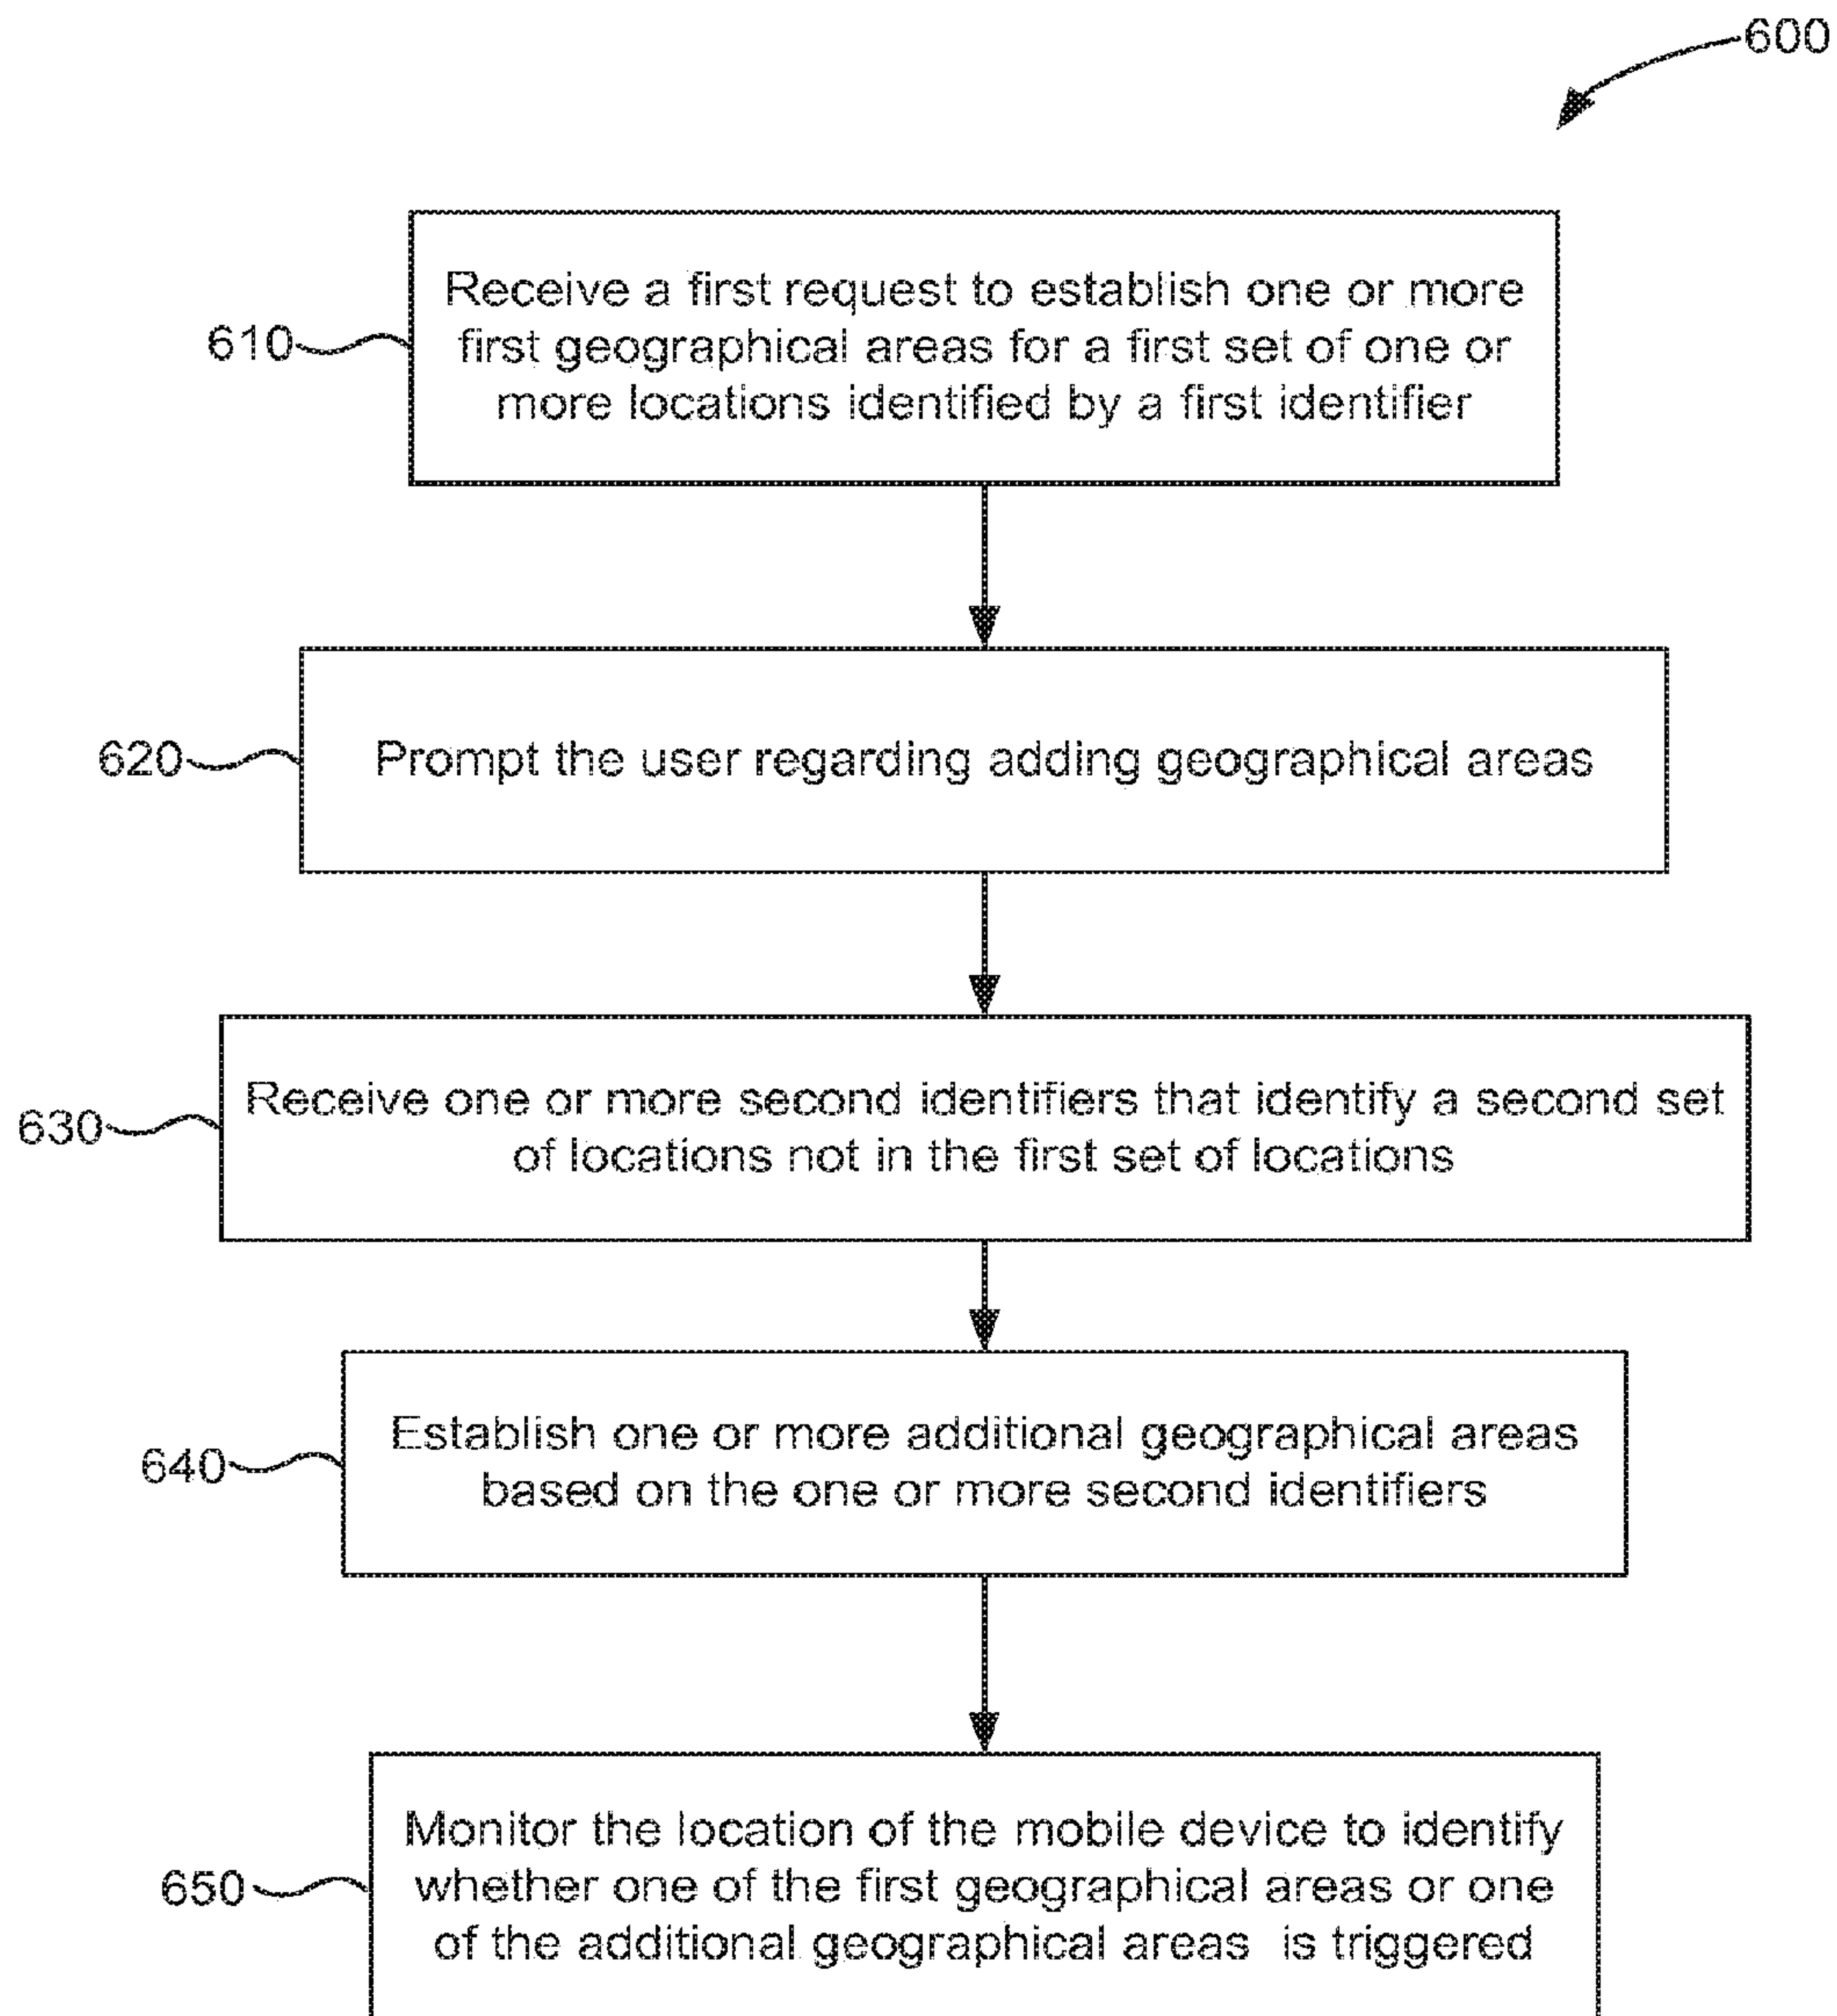 600
Receive a first request to establish one or more
first geographical areas for a first set of one or
more locations identified by a first identifier
610
Prompt the user regarding adding geographical areas
620
Receive one or more second identifiers that identify a second set
of locations not in the first set of locations
630
Establish one or more additional geographical areas
based on the one or more second identifiers
640
Monitor the location of the mobile device to identify
whether one of the first geographical areas or one
of the additional geographical areas is triggered
650